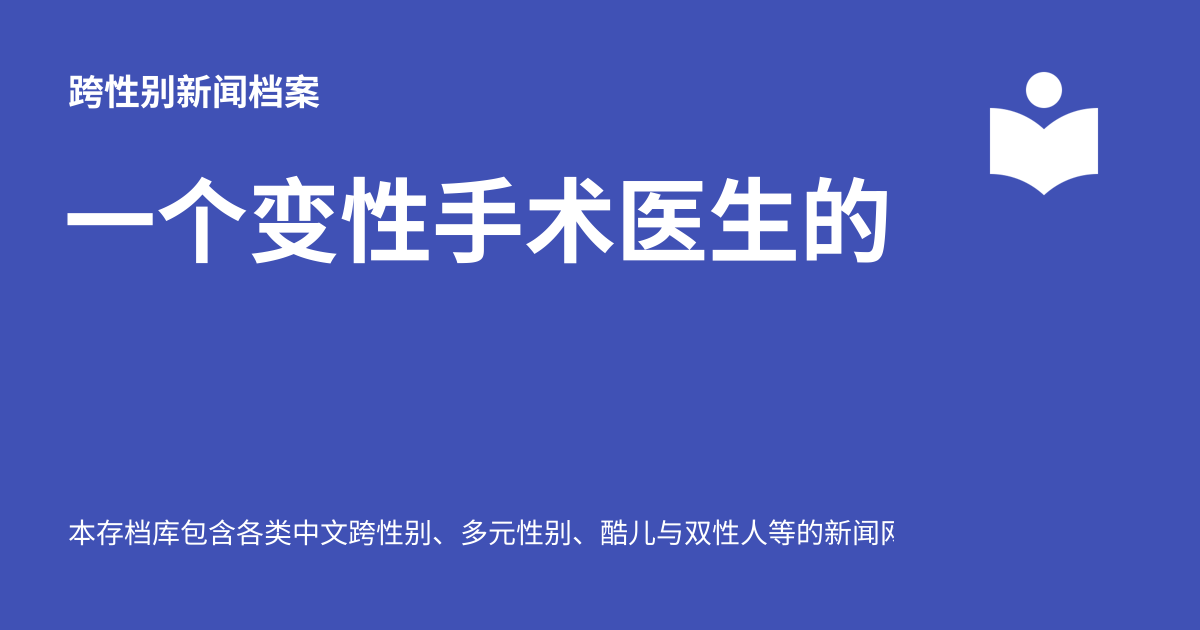 跨性别新闻档案
一个变性手术医生的
本存档库包含各类中文跨性别、多元性别、酷儿与双性人等的新闻